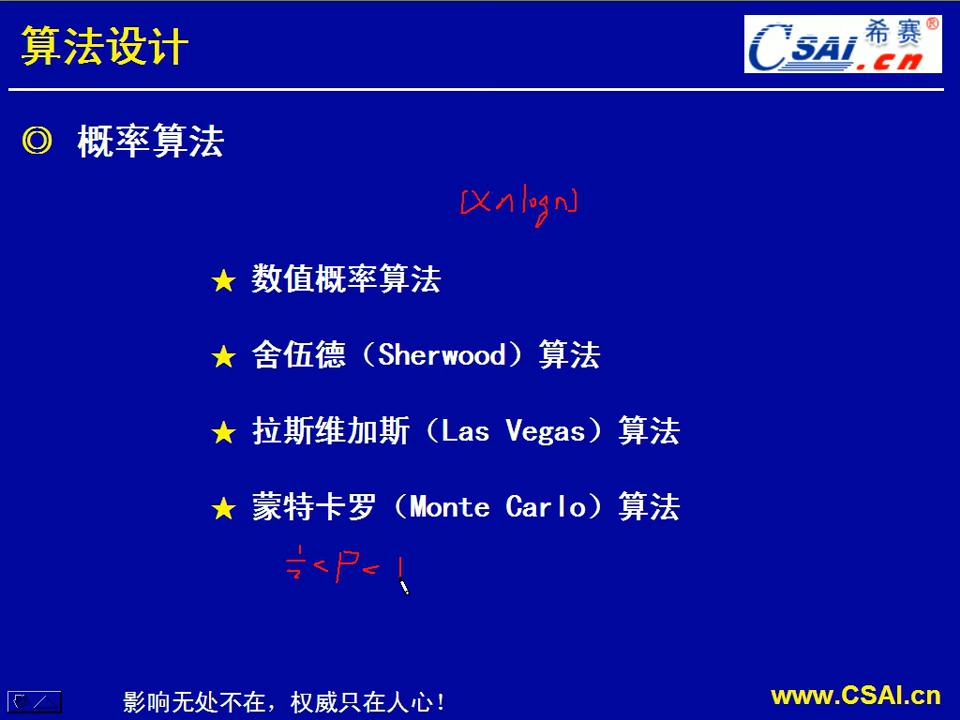 算法设计
CSAI.cn 希赛®
◎ 概率算法
[x n log n]
★ 数值概率算法
★ 舍伍德（Sherwood）算法
★ 拉斯维加斯（Las Vegas）算法
★ 蒙特卡罗（Monte Carlo）算法
1/2 < P < 1
影响无处不在，权威只在人心！
www.CSAI.cn